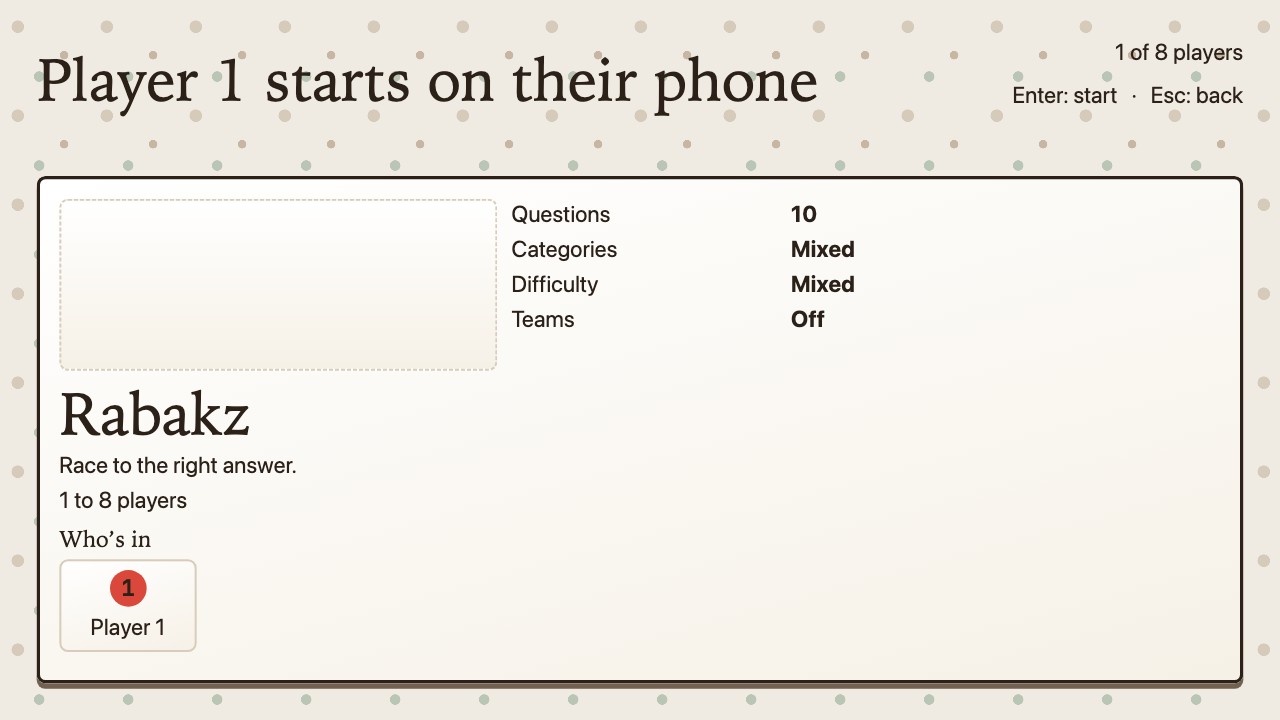 Player 1 starts on their phone
1 of 8 players
Enter: start · Esc: back
Questions 10
Categories Mixed
Difficulty Mixed
Teams Off
Rabakz
Race to the right answer.
1 to 8 players
Who’s in
1
Player 1